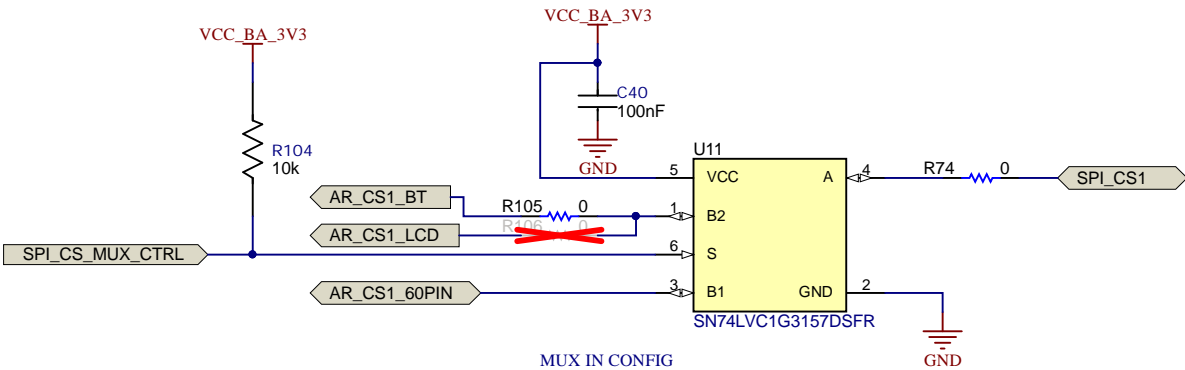 VCC_BA_3V3
VCC_BA_3V3
C40
100nF
R104
10k
GND
U11
5 VCC A 4 R74 0 SPI_CS1
AR_CS1_BT R105 0 1 B2
AR_CS1_LCD R106 0
SPI_CS_MUX_CTRL 6 S
AR_CS1_60PIN 3 B1 GND 2
SN74LVC1G3157DSFR
MUX IN CONFIG
GND